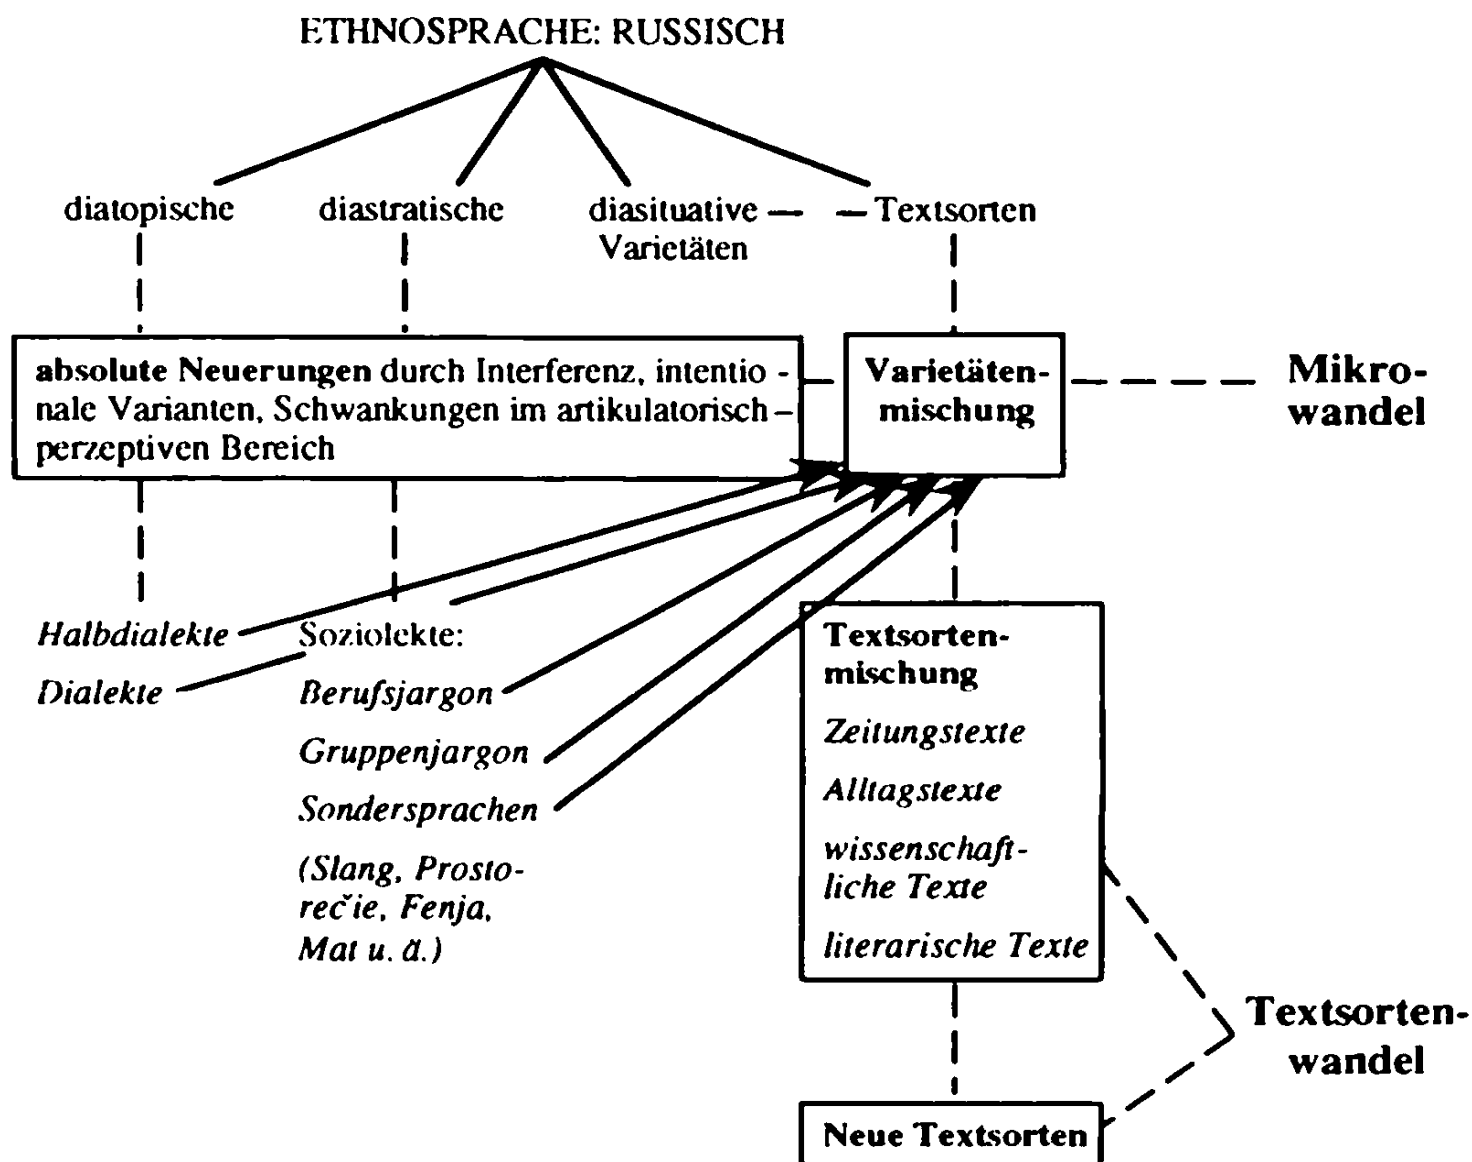 ETHNOSPRACHE: RUSSISCH
diatopische
diastratische
diasituative
Varietäten
Textsorten
absolute Neuerungen durch Interferenz, intentio -
nale Varianten, Schwankungen im artikulatorisch –
perzeptiven Bereich
Varietäten-
mischung
Mikro-
wandel
Halbdialekte
Dialekte
Soziolekte:
Berufsjargon
Gruppenjargon
Sondersprachen
(Slang, Prosto-
rečie, Fenja,
Mat u. ä.)
Textsorten-
mischung
Zeitungstexte
Alltagstexte
wissenschaft-
liche Texte
literarische Texte
Textsorten-
wandel
Neue Textsorten